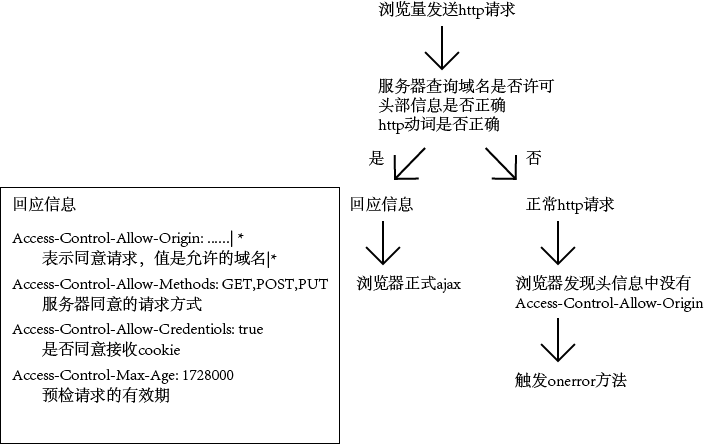 浏览量发送http请求
服务器查询域名是否许可
头部信息是否正确
http动词是否正确
是
否
回应信息
正常http请求
浏览器正式ajax
浏览器发现头信息中没有
Access-Control-Allow-Origin
触发onerror方法
回应信息
Access-Control-Allow-Origin: ......| *
表示同意请求，值是允许的域名|*
Access-Control-Allow-Methods: GET,POST,PUT
服务器同意的请求方式
Access-Control-Allow-Credentiols: true
是否同意接收cookie
Access-Control-Max-Age: 1728000
预检请求的有效期